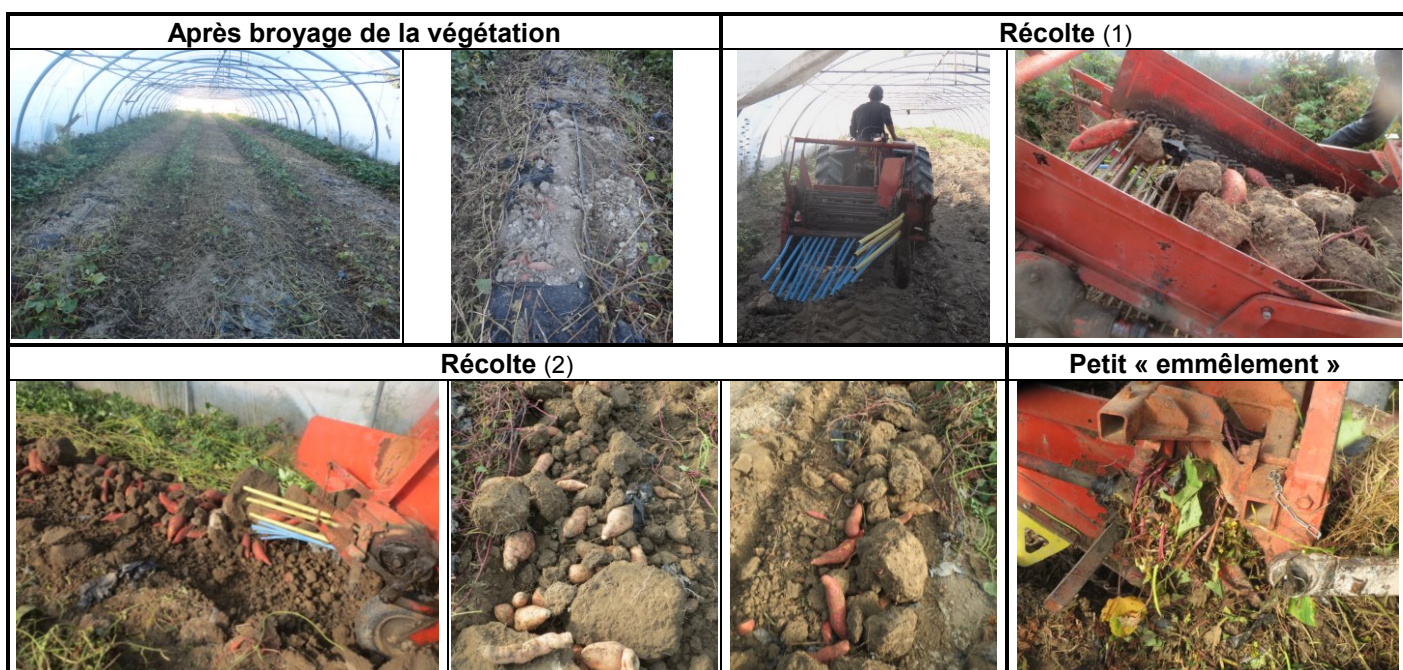 Après broyage de la végétation
Récolte (1)
Récolte (2)
Petit « emmêlement »